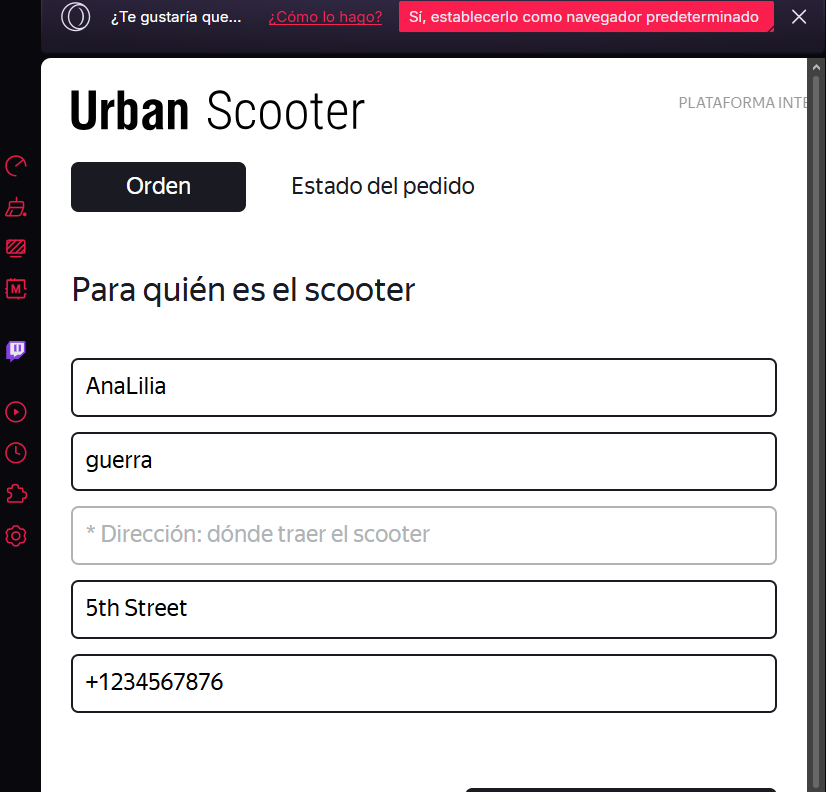 ¿Te gustaría que... ¿Cómo lo hago? Sí, establecerlo como navegador predeterminado
Urban Scooter
PLATAFORMA INTE
Orden Estado del pedido
Para quién es el scooter
AnaLilia
guerra
* Dirección: dónde traer el scooter
5th Street
+1234567876
M